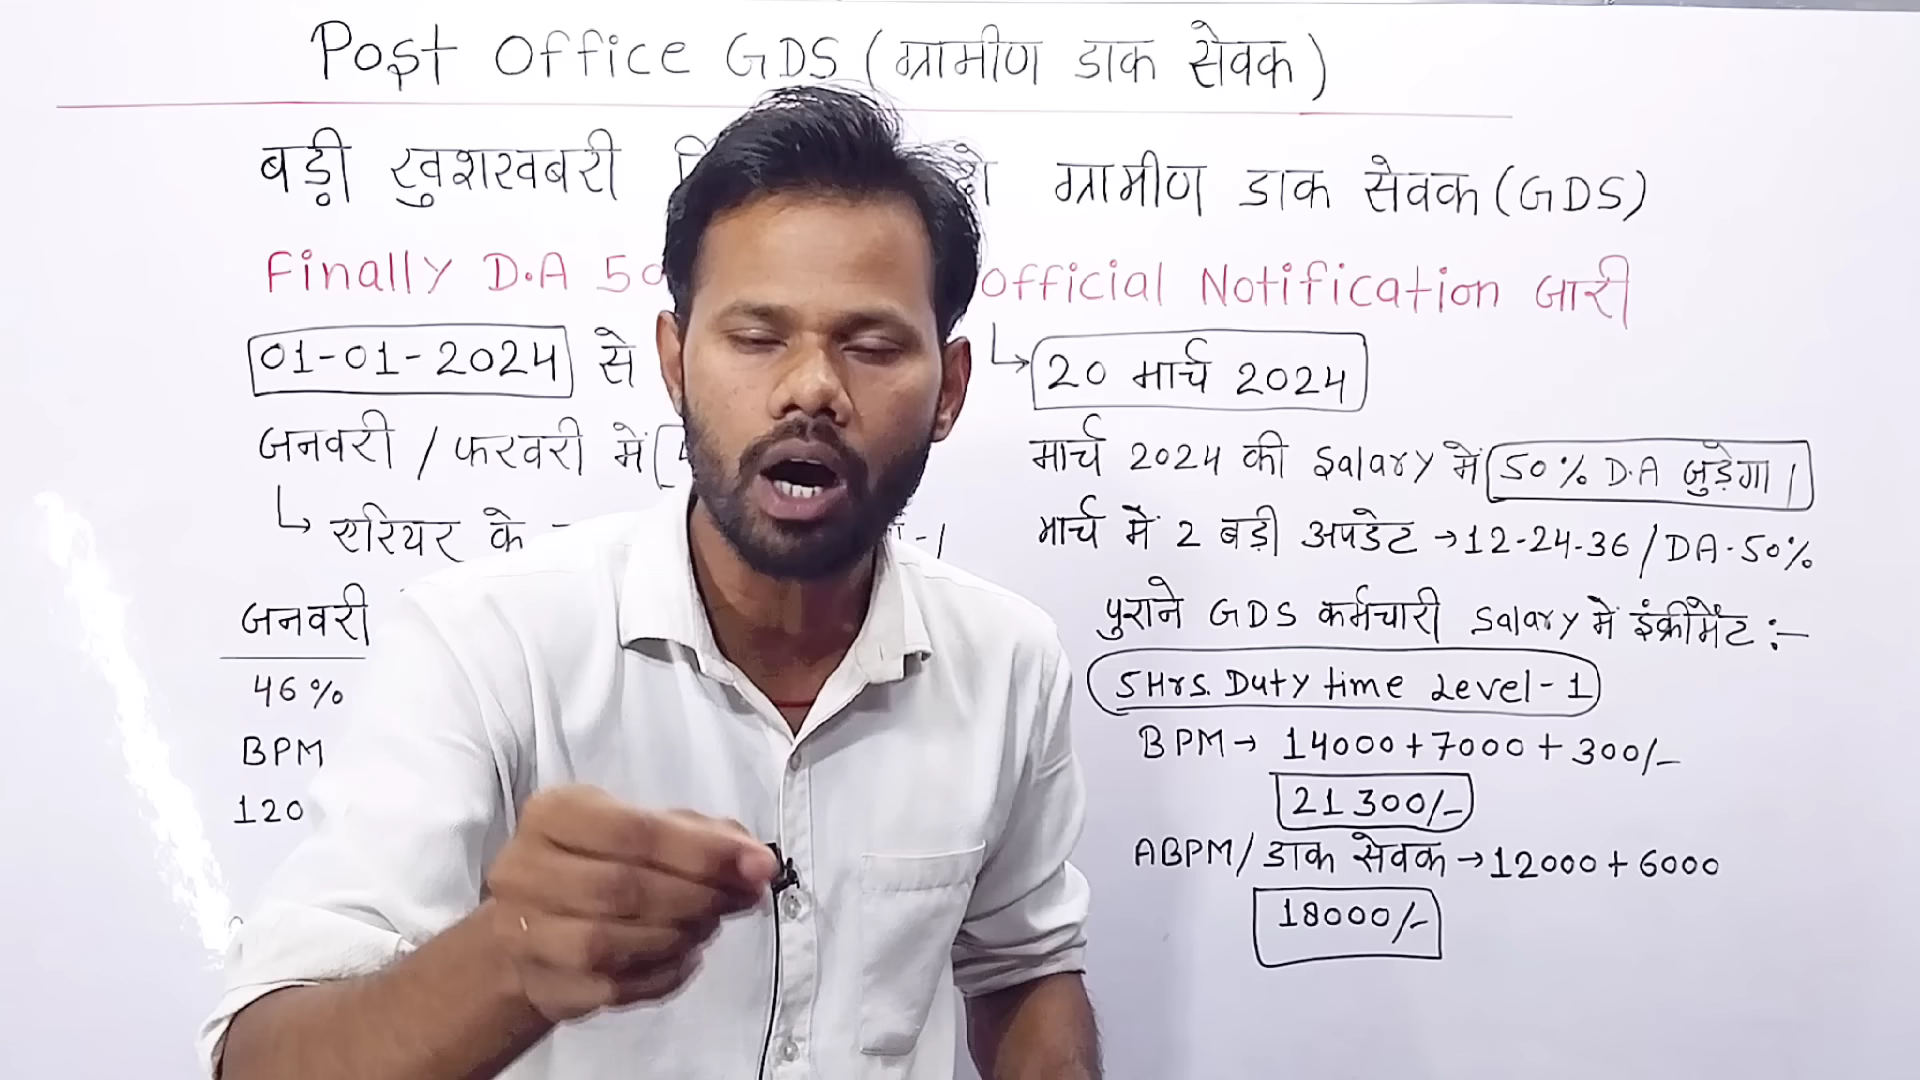 Post Office GDS (ग्रामीण डाक सेवक)
बड़ी खुशखबरी ग्रामीण डाक सेवक (GDS)
Finally D.A 50 official Notification जारी
01-01-2024 से 20 मार्च 2024
जनवरी / फरवरी में
मार्च 2024 की Salary में 50% D.A जुड़ेगा।
एरियर के
मार्च में 2 बड़ी अपडेट → 12-24-36 / DA-50%
जनवरी
46%
BPM
120
पुराने GDS कर्मचारी Salary में इंक्रीमेंट :-
5Hrs. Duty time Level-1
BPM → 14000+7000+300/-
21300/-
ABPM/डाक सेवक → 12000+6000
18000/-